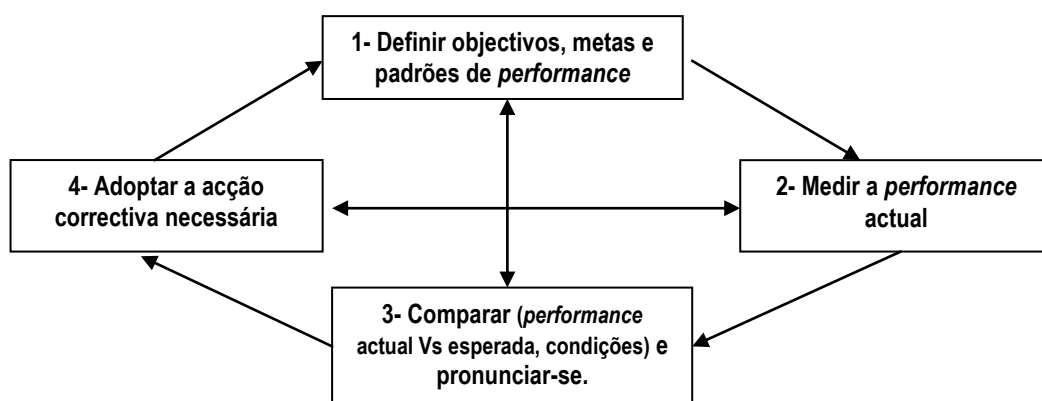 1- Definir objectivos, metas e
padrões de performance
4- Adoptar a acção
correctiva necessária
2- Medir a performance
actual
3- Comparar (performance
actual Vs esperada, condições) e
pronunciar-se.